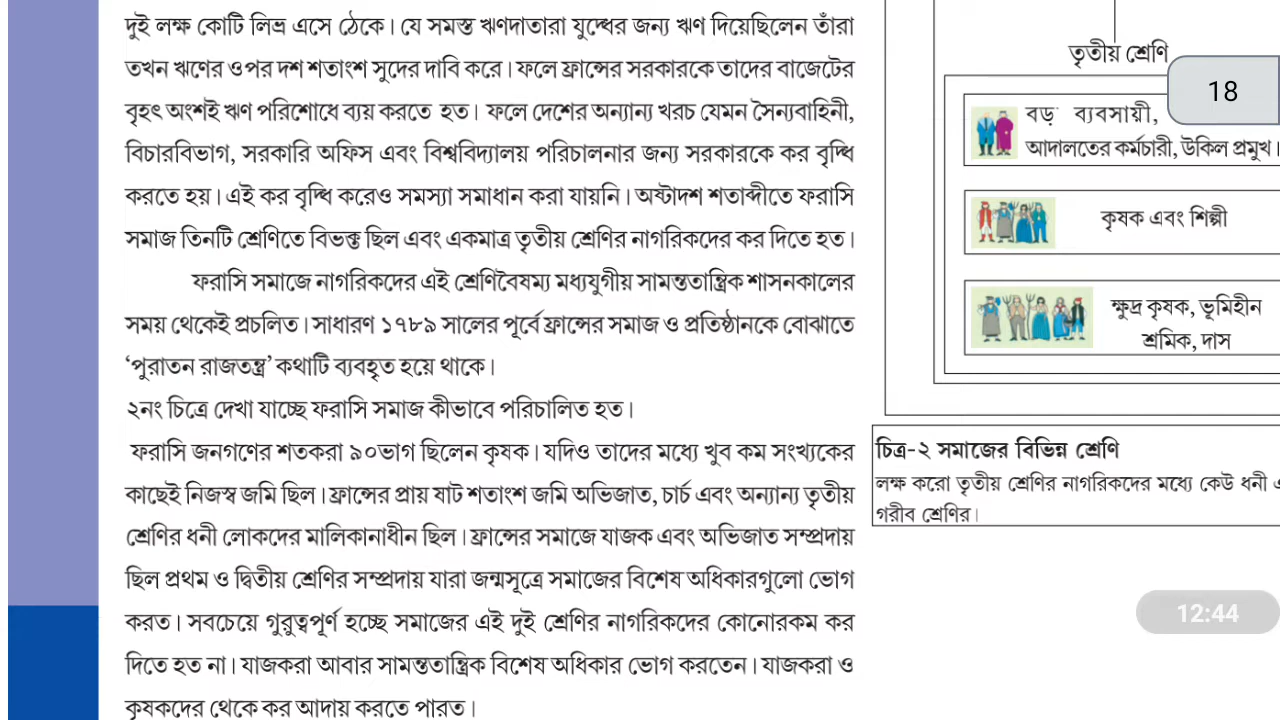 দুই লক্ষ কোটি লিভ্র এসে ঠেকে। যে সমস্ত ঋণদাতারা যুদ্ধের জন্য ঋণ দিয়েছিলেন তাঁরা
তখন ঋণের ওপর দশ শতাংশ সুদের দাবি করে। ফলে ফ্রান্সের সরকারকে তাদের বাজেটের
বৃহৎ অংশই ঋণ পরিশোধে ব্যয় করতে হত। ফলে দেশের অন্যান্য খরচ যেমন সৈন্যবাহিনী,
বিচারবিভাগ, সরকারি অফিস এবং বিশ্ববিদ্যালয় পরিচালনার জন্য সরকারকে কর বৃদ্ধি
করতে হয়। এই কর বৃদ্ধি করেও সমস্যা সমাধান করা যায়নি। অষ্টাদশ শতাব্দীতে ফরাসি
সমাজ তিনটি শ্রেণিতে বিভক্ত ছিল এবং একমাত্র তৃতীয় শ্রেণির নাগরিকদের কর দিতে হত।
ফরাসি সমাজে নাগরিকদের এই শ্রেণিবৈষম্য মধ্যযুগীয় সামন্ততান্ত্রিক শাসনকালের
সময় থেকেই প্রচলিত। সাধারণ ১৭৮৯ সালের পূর্বে ফ্রান্সের সমাজ ও প্রতিষ্ঠানকে বোঝাতে
‘পুরাতন রাজতন্ত্র’ কথাটি ব্যবহৃত হয়ে থাকে।
২নং চিত্রে দেখা যাচ্ছে ফরাসি সমাজ কীভাবে পরিচালিত হত।
ফরাসি জনগণের শতকরা ৯০ভাগ ছিলেন কৃষক। যদিও তাদের মধ্যে খুব কম সংখ্যকের
কাছেই নিজস্ব জমি ছিল। ফ্রান্সের প্রায় ষাট শতাংশ জমি অভিজাত, চার্চ এবং অন্যান্য তৃতীয়
শ্রেণির ধনী লোকদের মালিকানাধীন ছিল। ফ্রান্সের সমাজে যাজক এবং অভিজাত সম্প্রদায়
ছিল প্রথম ও দ্বিতীয় শ্রেণির সম্প্রদায় যারা জন্মসূত্রে সমাজের বিশেষ অধিকারগুলো ভোগ
করত। সবচেয়ে গুরুত্বপূর্ণ হচ্ছে সমাজের এই দুই শ্রেণির নাগরিকদের কোনোরকম কর
দিতে হত না। যাজকরা আবার সামন্ততান্ত্রিক বিশেষ অধিকার ভোগ করতেন। যাজকরা ও
কৃষকদের থেকে কর আদায় করতে পারত।
তৃতীয় শ্রেণি
18
বড় ব্যবসায়ী,
আদালতের কর্মচারী, উকিল প্রমুখ।
কৃষক এবং শিল্পী
ক্ষুদ্র কৃষক, ভূমিহীন
শ্রমিক, দাস
চিত্র-২ সমাজের বিভিন্ন শ্রেণি
লক্ষ করো তৃতীয় শ্রেণির নাগরিকদের মধ্যে কেউ ধনী
গরীব শ্রেণির।
12:44